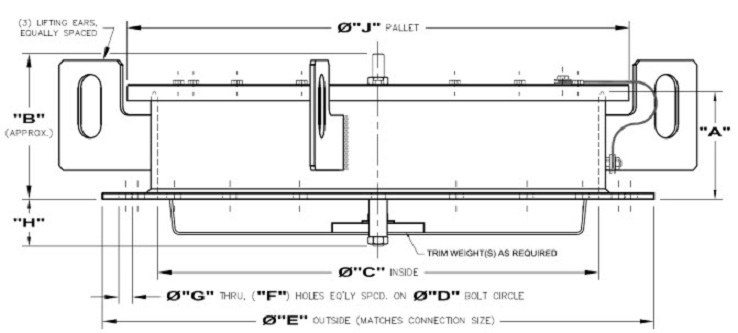 (3) LIFTING EARS,
EQUALLY SPACED
Ø"J" PALLET
"B"
(APPROX.)
"A"
"H"
TRIM WEIGHT(S) AS REQUIRED
Ø"C" INSIDE
Ø"G" THRU, ("F") HOLES EQ'LY SPCD. ON Ø"D" BOLT CIRCLE
Ø"E" OUTSIDE (MATCHES CONNECTION SIZE)